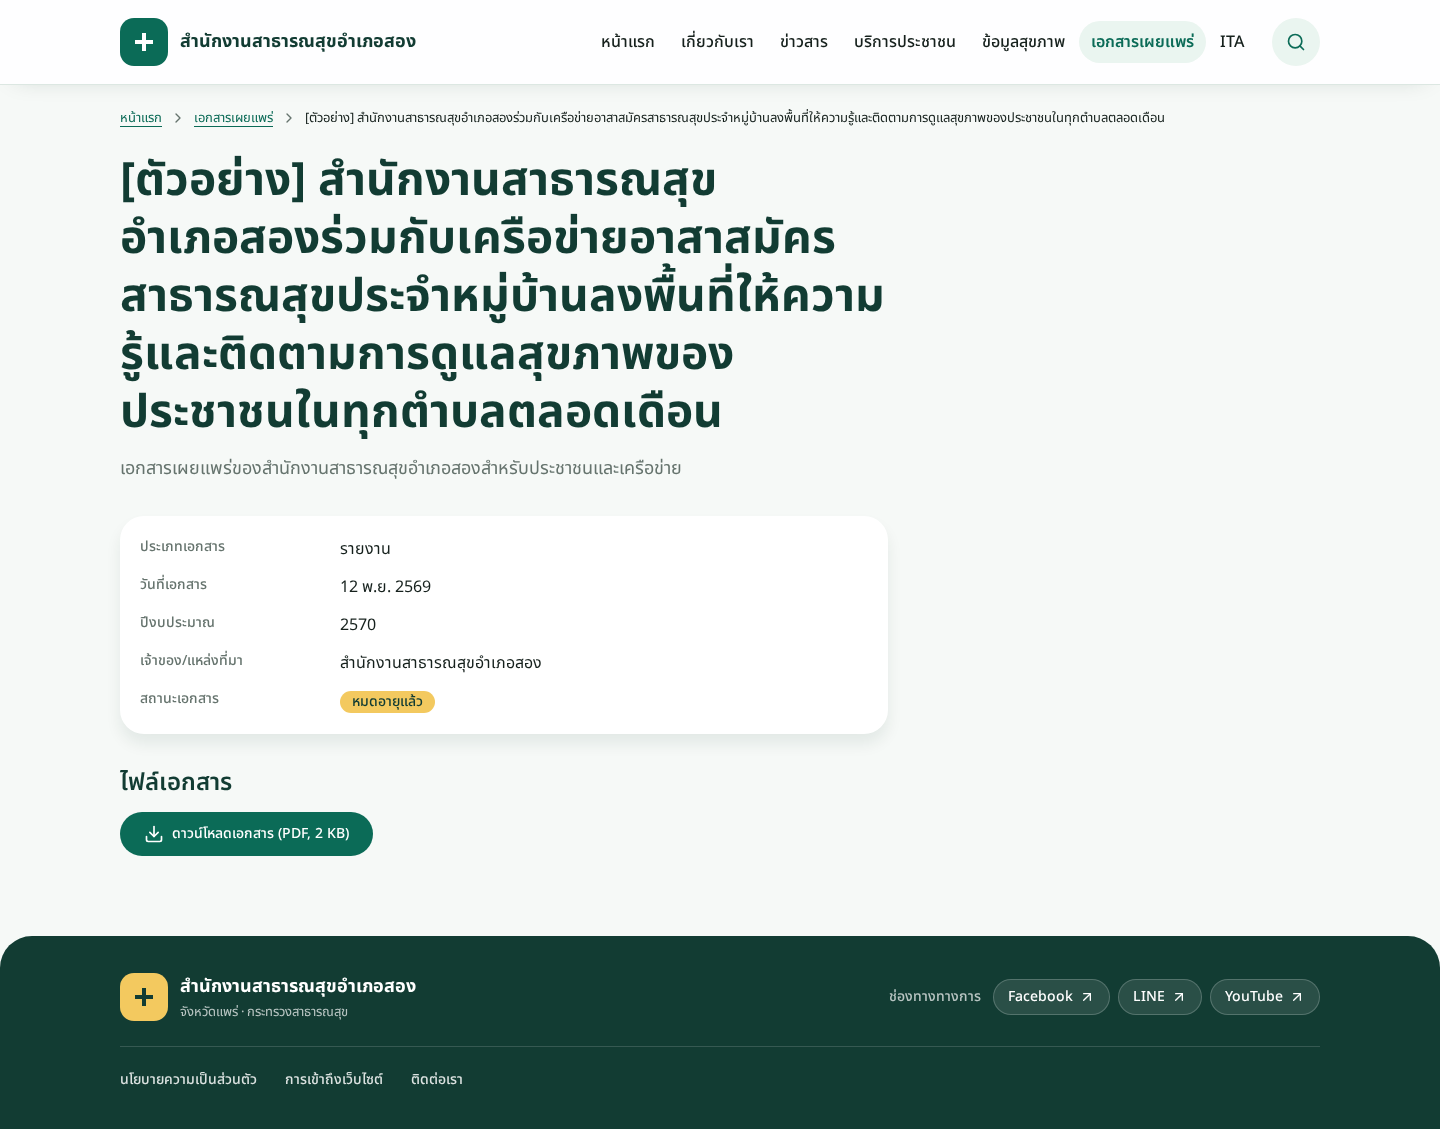 สำนักงานสาธารณสุขอำเภอสอง
หน้าแรก เกี่ยวกับเรา ข่าวสาร บริการประชาชน ข้อมูลสุขภาพ เอกสารเผยแพร่ ITA
หน้าแรก > เอกสารเผยแพร่ > [ตัวอย่าง] สำนักงานสาธารณสุขอำเภอสองร่วมกับเครือข่ายอาสาสมัครสาธารณสุขประจำหมู่บ้านลงพื้นที่ให้ความรู้และติดตามการดูแลสุขภาพของประชาชนในทุกตำบลตลอดเดือน
[ตัวอย่าง] สำนักงานสาธารณสุข
อำเภอสองร่วมกับเครือข่ายอาสาสมัคร
สาธารณสุขประจำหมู่บ้านลงพื้นที่ให้ความ
รู้และติดตามการดูแลสุขภาพของ
ประชาชนในทุกตำบลตลอดเดือน
เอกสารเผยแพร่ของสำนักงานสาธารณสุขอำเภอสองสำหรับประชาชนและเครือข่าย
ประเภทเอกสาร รายงาน
วันที่เอกสาร 12 พ.ย. 2569
ปีงบประมาณ 2570
เจ้าของ/แหล่งที่มา สำนักงานสาธารณสุขอำเภอสอง
สถานะเอกสาร หมดอายุแล้ว
ไฟล์เอกสาร
ดาวน์โหลดเอกสาร (PDF, 2 KB)
สำนักงานสาธารณสุขอำเภอสอง
จังหวัดแพร่ · กระทรวงสาธารณสุข
ช่องทางทางการ Facebook LINE YouTube
นโยบายความเป็นส่วนตัว การเข้าถึงเว็บไซต์ ติดต่อเรา